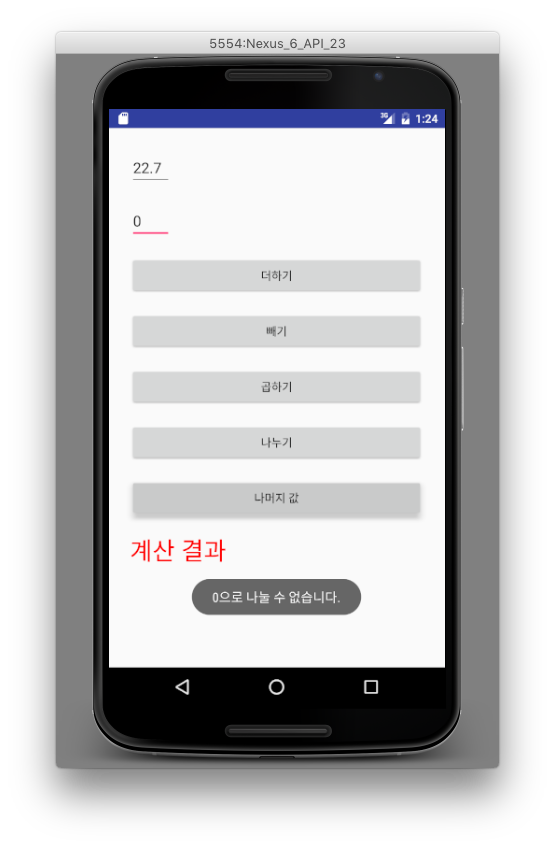 5554:Nexus_6_API_23
3G 1:24
22.7
0
더하기
빼기
곱하기
나누기
나머지 값
계산 결과
0으로 나눌 수 없습니다.